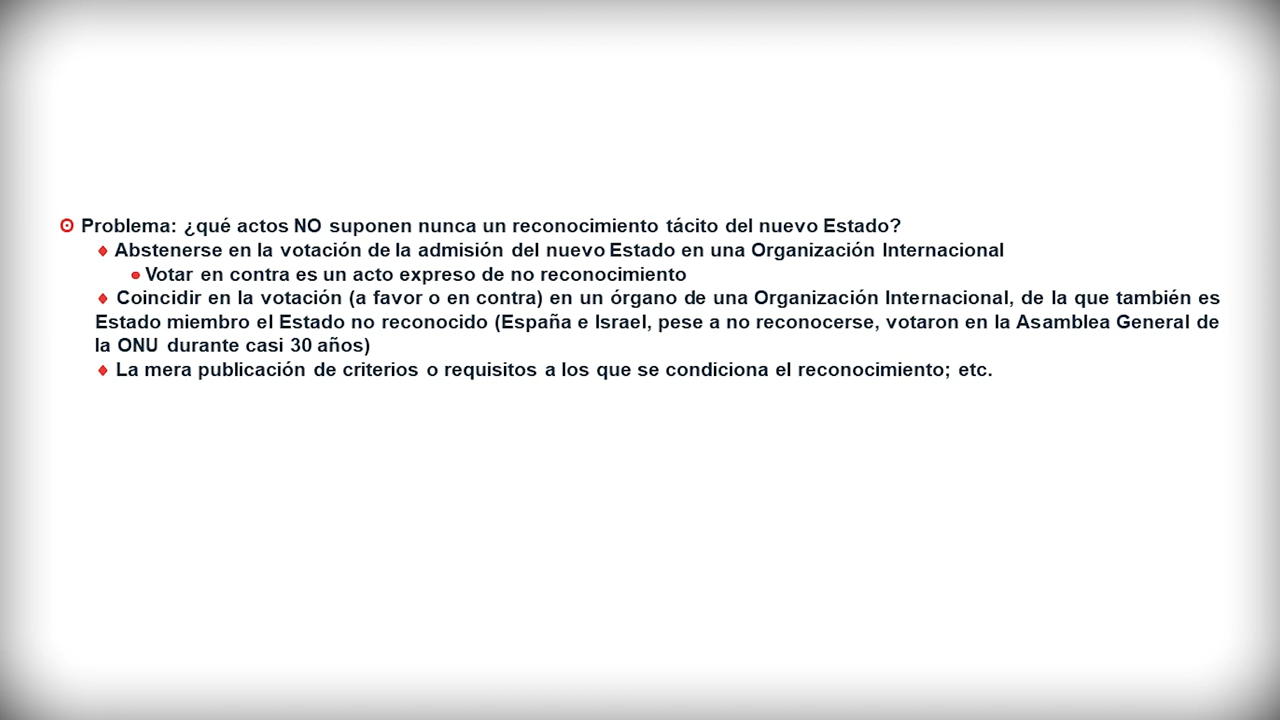 Problema: ¿qué actos NO suponen nunca un reconocimiento tácito del nuevo Estado?
Abstenerse en la votación de la admisión del nuevo Estado en una Organización Internacional
Votar en contra es un acto expreso de no reconocimiento
Coincidir en la votación (a favor o en contra) en un órgano de una Organización Internacional, de la que también es
Estado miembro el Estado no reconocido (España e Israel, pese a no reconocerse, votaron en la Asamblea General de
la ONU durante casi 30 años)
La mera publicación de criterios o requisitos a los que se condiciona el reconocimiento; etc.